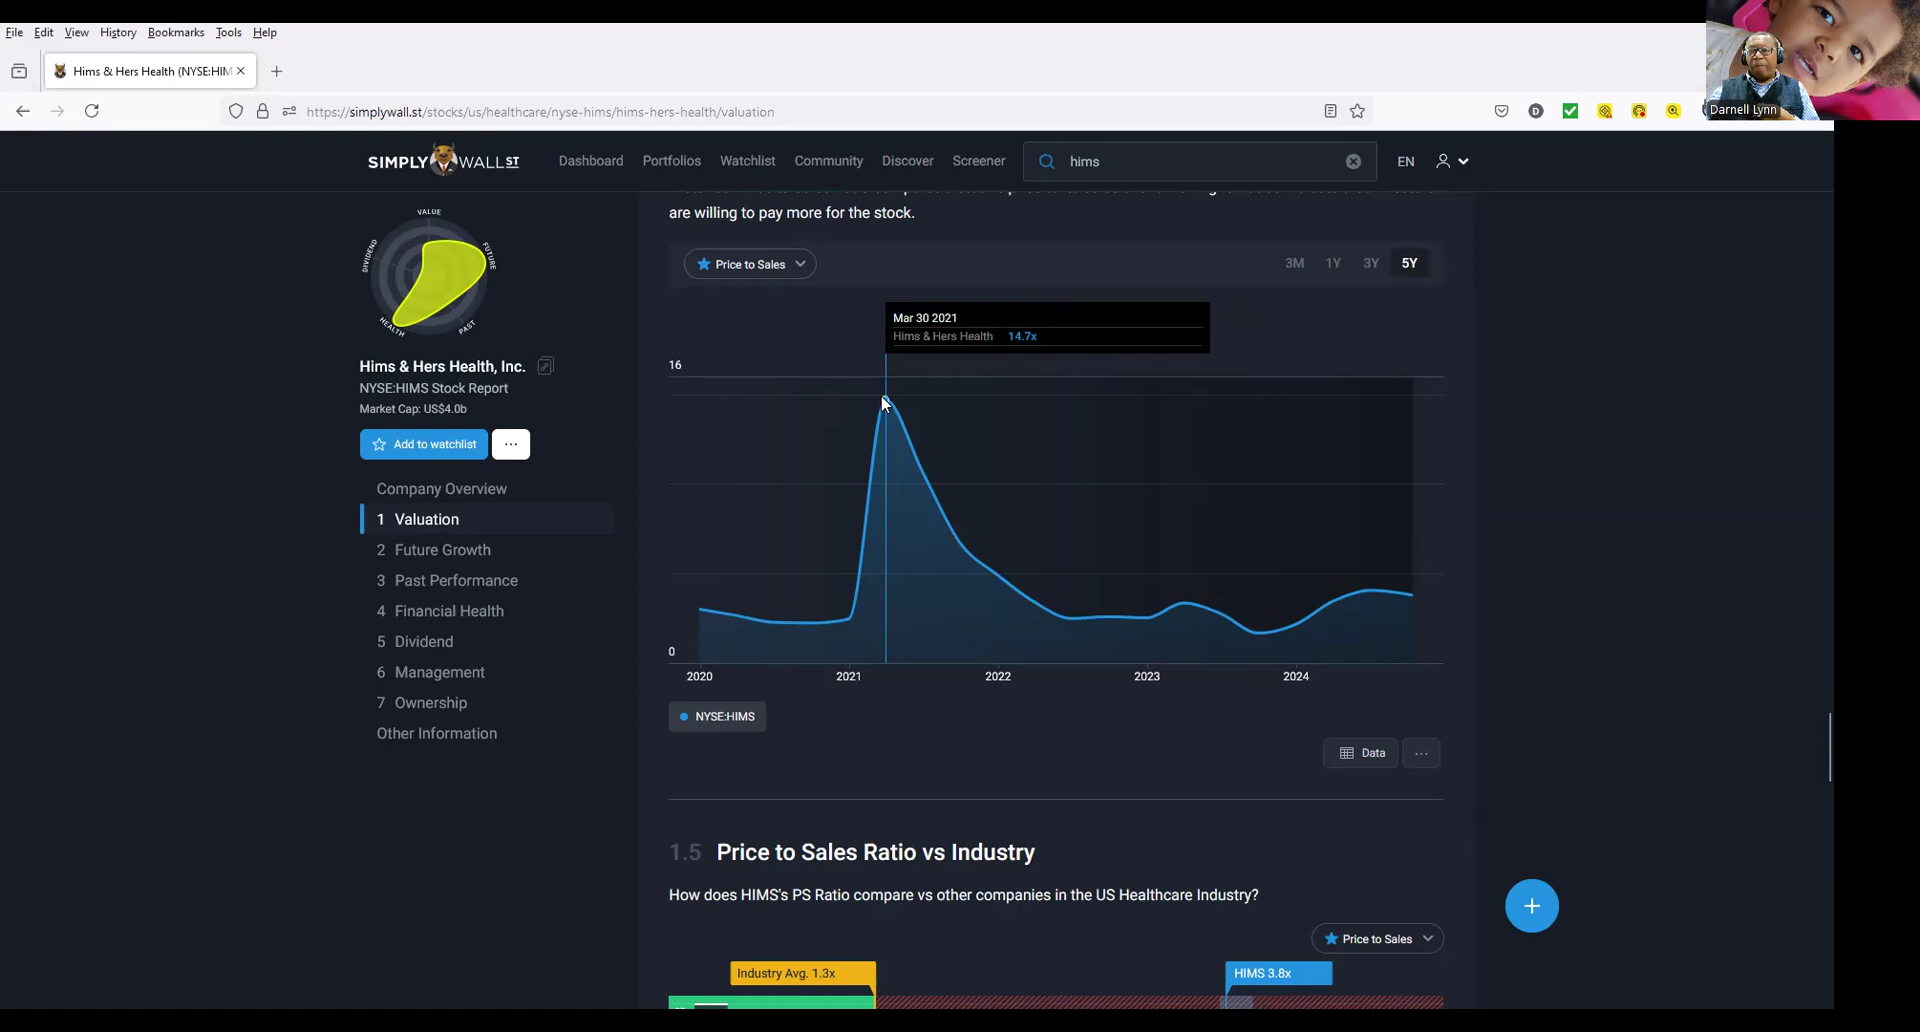 File Edit View History Bookmarks Tools Help
Hims & Hers Health (NYSE:HIM
https://simplywall.st/stocks/us/healthcare/nyse-hims/hims-hers-health/valuation
Darnell Lynn
SIMPLY WALL ST
Dashboard Portfolios Watchlist Community Discover Screener
hims
EN
are willing to pay more for the stock.
VALUE
FUTURE
PAST
HEALTH
DIVIDEND
Hims & Hers Health, Inc.
NYSE:HIMS Stock Report
Market Cap: US$4.0b
Add to watchlist
...
Company Overview
1 Valuation
2 Future Growth
3 Past Performance
4 Financial Health
5 Dividend
6 Management
7 Ownership
Other Information
Price to Sales
3M 1Y 3Y 5Y
Mar 30 2021
Hims & Hers Health 14.7x
16
0
2020 2021 2022 2023 2024
NYSE:HIMS
Data
...
1.5 Price to Sales Ratio vs Industry
How does HIMS's PS Ratio compare vs other companies in the US Healthcare Industry?
Price to Sales
Industry Avg. 1.3x
HIMS 3.8x